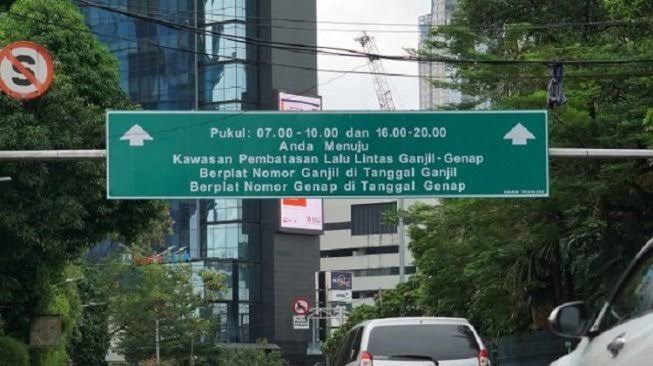 S
Pukul: 07.00 - 10.00 dan 16.00-20.00
Anda Menuju
Kawasan Pembatasan Lalu Lintas Ganjil-Genap
Berplat Nomor Ganjil di Tanggal Ganjil
Berplat Nomor Genap di Tanggal Genap